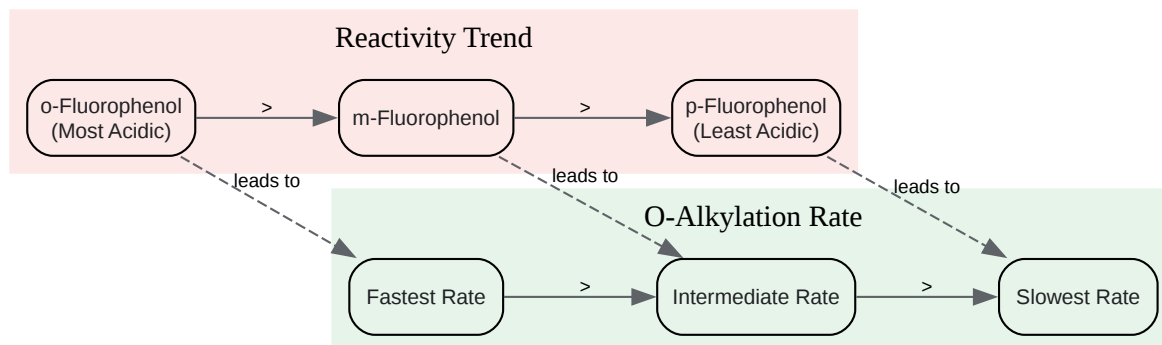 Reactivity Trend
o-Fluorophenol
(Most Acidic)
>
m-Fluorophenol
>
p-Fluorophenol
(Least Acidic)
leads to
leads to
leads to
O-Alkylation Rate
Fastest Rate
>
Intermediate Rate
>
Slowest Rate